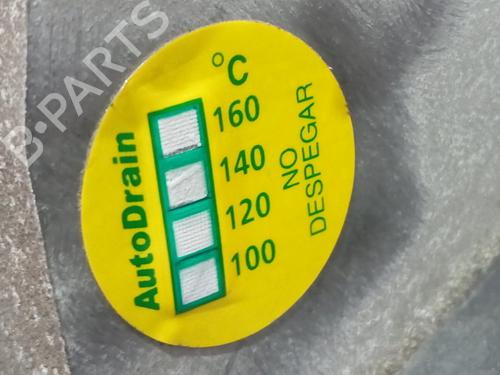 B-PARTS
AutoDrain
°C
160
140
120
100
NO
DESPEGAR